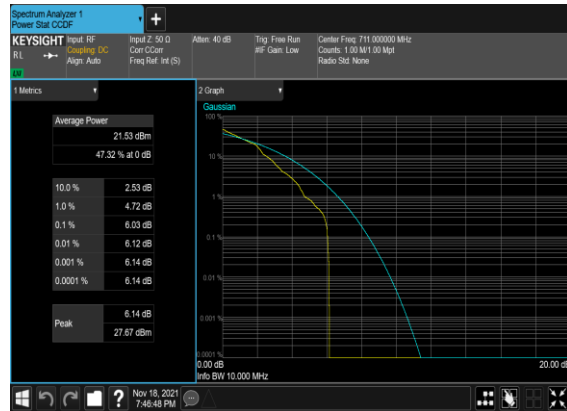 Spectrum Analyzer 1
Power Stat CCDF
+
KEYSIGHT
RL
Input: RF
Coupling: DC
Align: Auto
Input Z: 50 Ω
Corr CCorr
Freq Ref: Int (S)
Atten: 40 dB
Trig: Free Run
#IF Gain: Low
Center Freq: 711.000000 MHz
Counts: 1.00 M/1.00 Mpt
Radio Std: None
1 Metrics
Average Power
21.53 dBm
47.32 % at 0 dB
10.0 % 2.53 dB
1.0 % 4.72 dB
0.1 % 6.03 dB
0.01 % 6.12 dB
0.001 % 6.14 dB
0.0001 % 6.14 dB
Peak
6.14 dB
27.67 dBm
2 Graph
Gaussian
100 %
10 %
1 %
0.1 %
0.01 %
0.001 %
0.0001 %
0.00 dB
20.00 dB
Info BW 10.000 MHz
?
Nov 18, 2021
7:46:48 PM